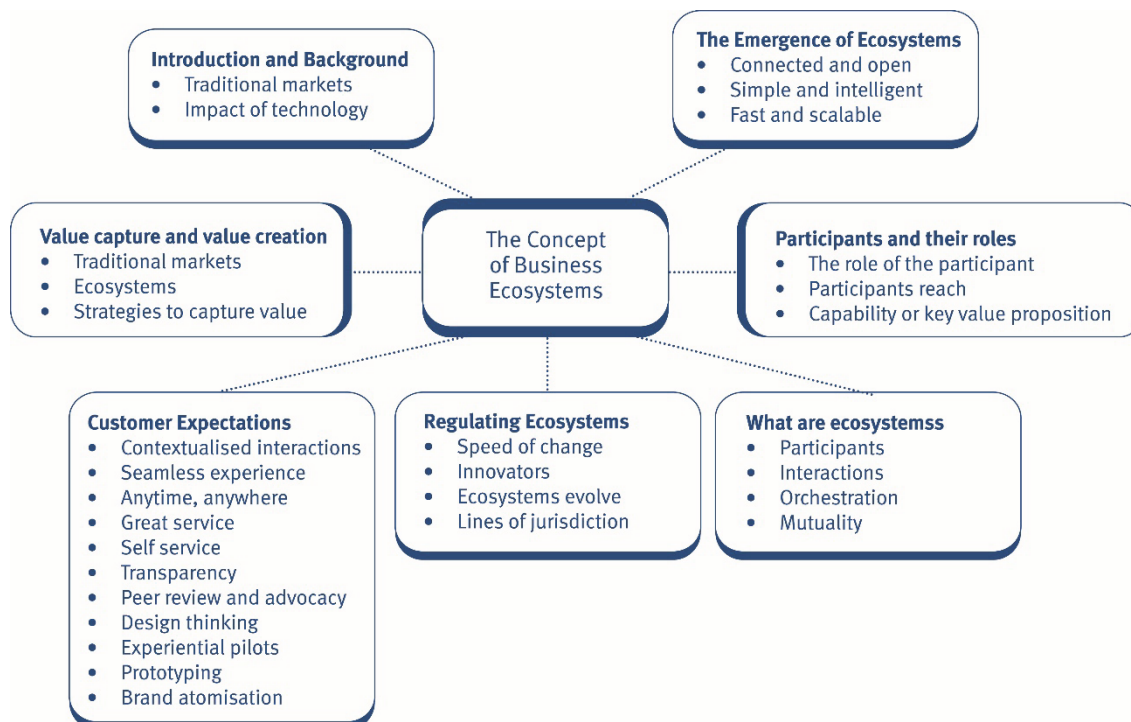 Introduction and Background
• Traditional markets
• Impact of technology
The Emergence of Ecosystems
• Connected and open
• Simple and intelligent
• Fast and scalable
Value capture and value creation
• Traditional markets
• Ecosystems
• Strategies to capture value
The Concept
of Business
Ecosystems
Participants and their roles
• The role of the participant
• Participants reach
• Capability or key value proposition
Customer Expectations
• Contextualised interactions
• Seamless experience
• Anytime, anywhere
• Great service
• Self service
• Transparency
• Peer review and advocacy
• Design thinking
• Experiential pilots
• Prototyping
• Brand atomisation
Regulating Ecosystems
• Speed of change
• Innovators
• Ecosystems evolve
• Lines of jurisdiction
What are ecosystemss
• Participants
• Interactions
• Orchestration
• Mutuality